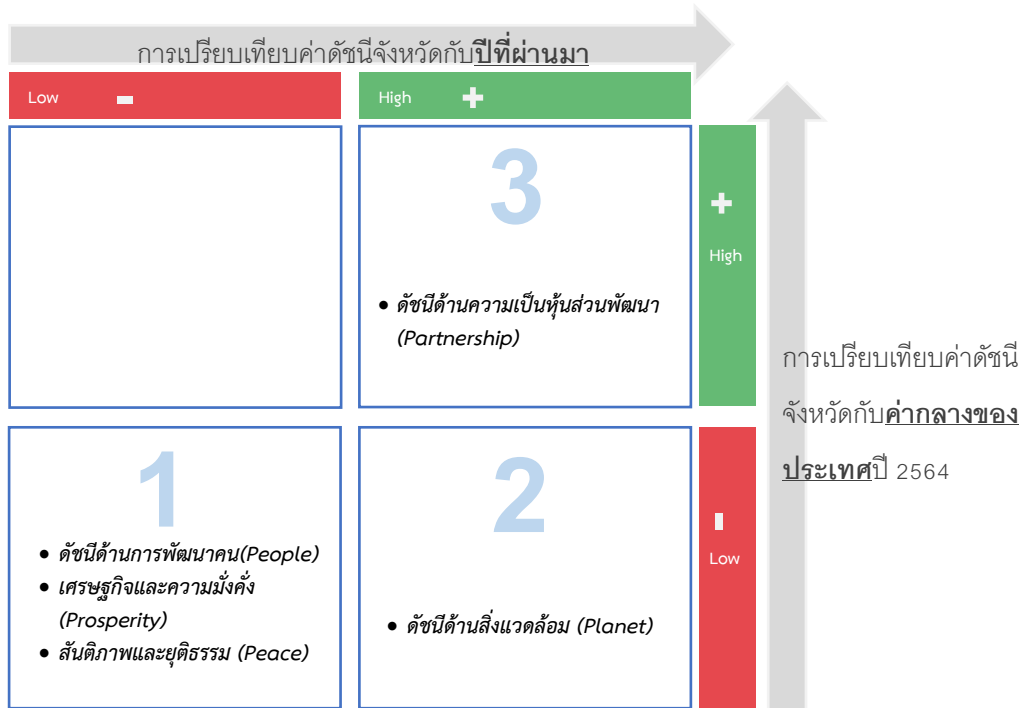 การเปรียบเทียบค่าดัชนีจังหวัดกับปีที่ผ่านมา
Low -
High +
3
• ดัชนีด้านความเป็นหุ้นส่วนพัฒนา
(Partnership)
+
High
การเปรียบเทียบค่าดัชนี
จังหวัดกับค่ากลางของ
ประเทศปี 2564
1
• ดัชนีด้านการพัฒนาคน(People)
• เศรษฐกิจและความมั่งคั่ง
(Prosperity)
• สันติภาพและยุติธรรม (Peace)
2
• ดัชนีด้านสิ่งแวดล้อม (Planet)
-
Low